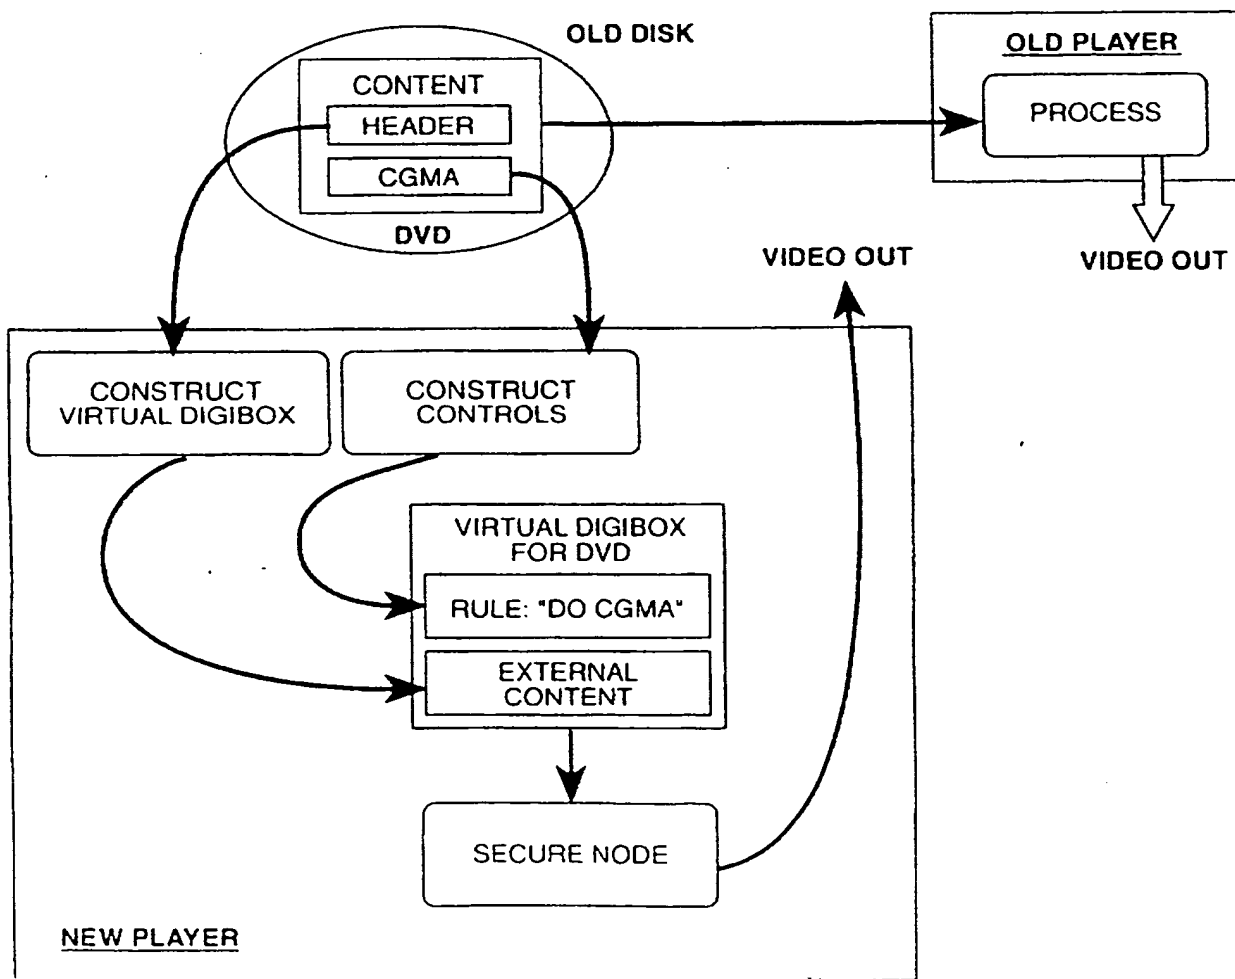 OLD DISK
OLD PLAYER
CONTENT
HEADER
CGMA
DVD
PROCESS
VIDEO OUT
VIDEO OUT
CONSTRUCT
VIRTUAL DIGIBOX
CONSTRUCT
CONTROLS
VIRTUAL DIGIBOX
FOR DVD
RULE: "DO CGMA"
EXTERNAL
CONTENT
SECURE NODE
NEW PLAYER